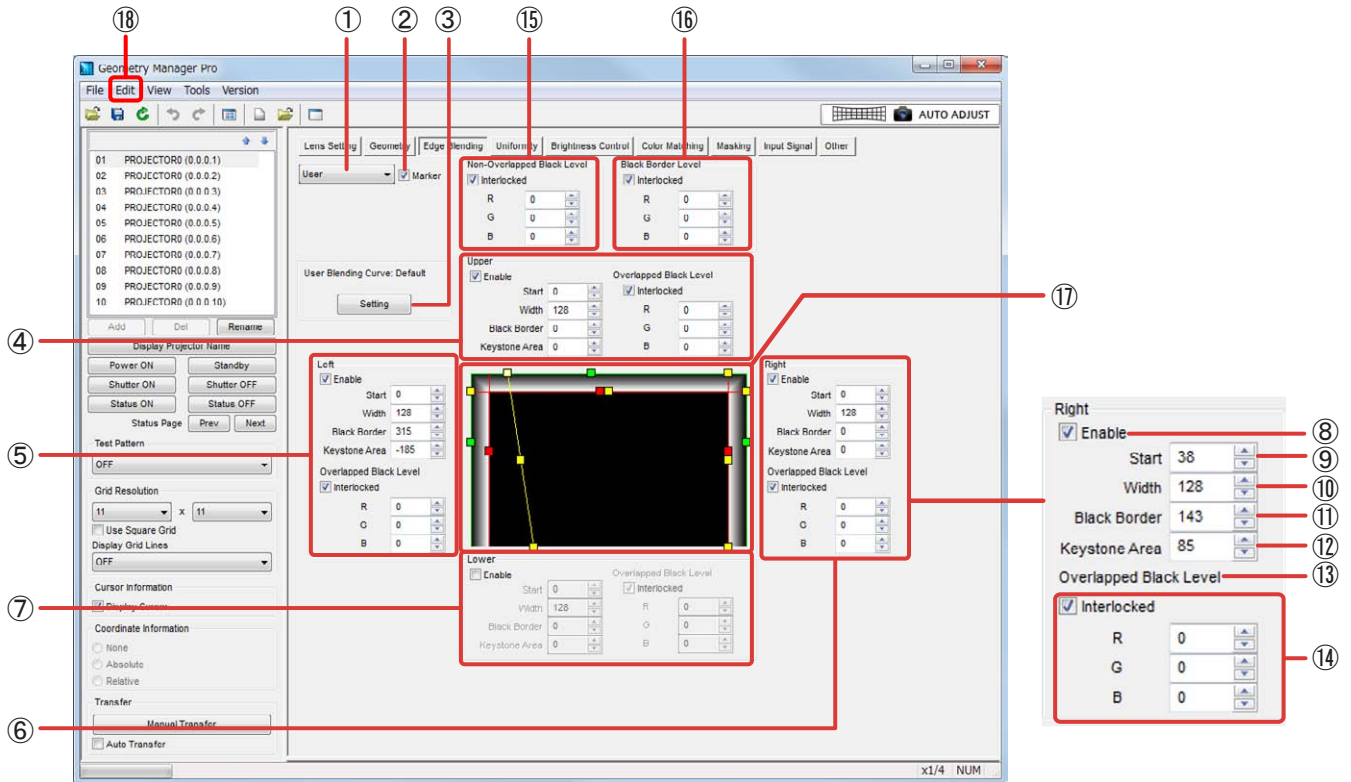 ⑱ ① ② ③ ⑮ ⑯
Geometry Manager Pro
File Edit View Tools Version
AUTO ADJUST
01 PROJECTOR0 (0.0.0.1)
02 PROJECTOR0 (0.0.0.2)
03 PROJECTOR0 (0.0.0.3)
04 PROJECTOR0 (0.0.0.4)
05 PROJECTOR0 (0.0.0.5)
06 PROJECTOR0 (0.0.0.6)
07 PROJECTOR0 (0.0.0.7)
08 PROJECTOR0 (0.0.0.8)
09 PROJECTOR0 (0.0.0.9)
10 PROJECTOR0 (0.0.0.10)
Add Del Rename
Display Projector Name
Power ON Standby
Shutter ON Shutter OFF
Status ON Status OFF
Status Page Prev Next
Test Pattern
OFF
Grid Resolution
11 x 11
Use Square Grid
Display Grid Lines
OFF
Cursor Information
Display Cursor
Coordinate Information
None
Absolute
Relative
Transfer
Manual Transfer
Auto Transfer
Lens Setting Geometry Edge Blending Uniformity Brightness Control Color Matching Masking Input Signal Other
User Marker
Non-Overlapped Black Level
Interlocked
R 0
G 0
B 0
Black Border Level
Interlocked
R 0
G 0
B 0
User Blending Curve: Default
Setting
Upper
Enable
Start 0
Width 128
Black Border 0
Keystone Area 0
Overlapped Black Level
Interlocked
R 0
G 0
B 0
⑰
④
Left
Enable
Start 0
Width 128
Black Border 315
Keystone Area -185
Overlapped Black Level
Interlocked
R 0
G 0
B 0
⑤
Right
Enable
Start 0
Width 128
Black Border 0
Keystone Area 0
Overlapped Black Level
Interlocked
R 0
G 0
B 0
Lower
Enable
Start 0
Width 128
Black Border 0
Keystone Area 0
Overlapped Black Level
Interlocked
R 0
G 0
B 0
⑦
⑥
x1/4 NUM
Right
Enable ⑧
Start 38 ⑨
Width 128 ⑩
Black Border 143 ⑪
Keystone Area 85 ⑫
Overlapped Black Level ⑬
Interlocked
R 0
G 0 ⑭
B 0